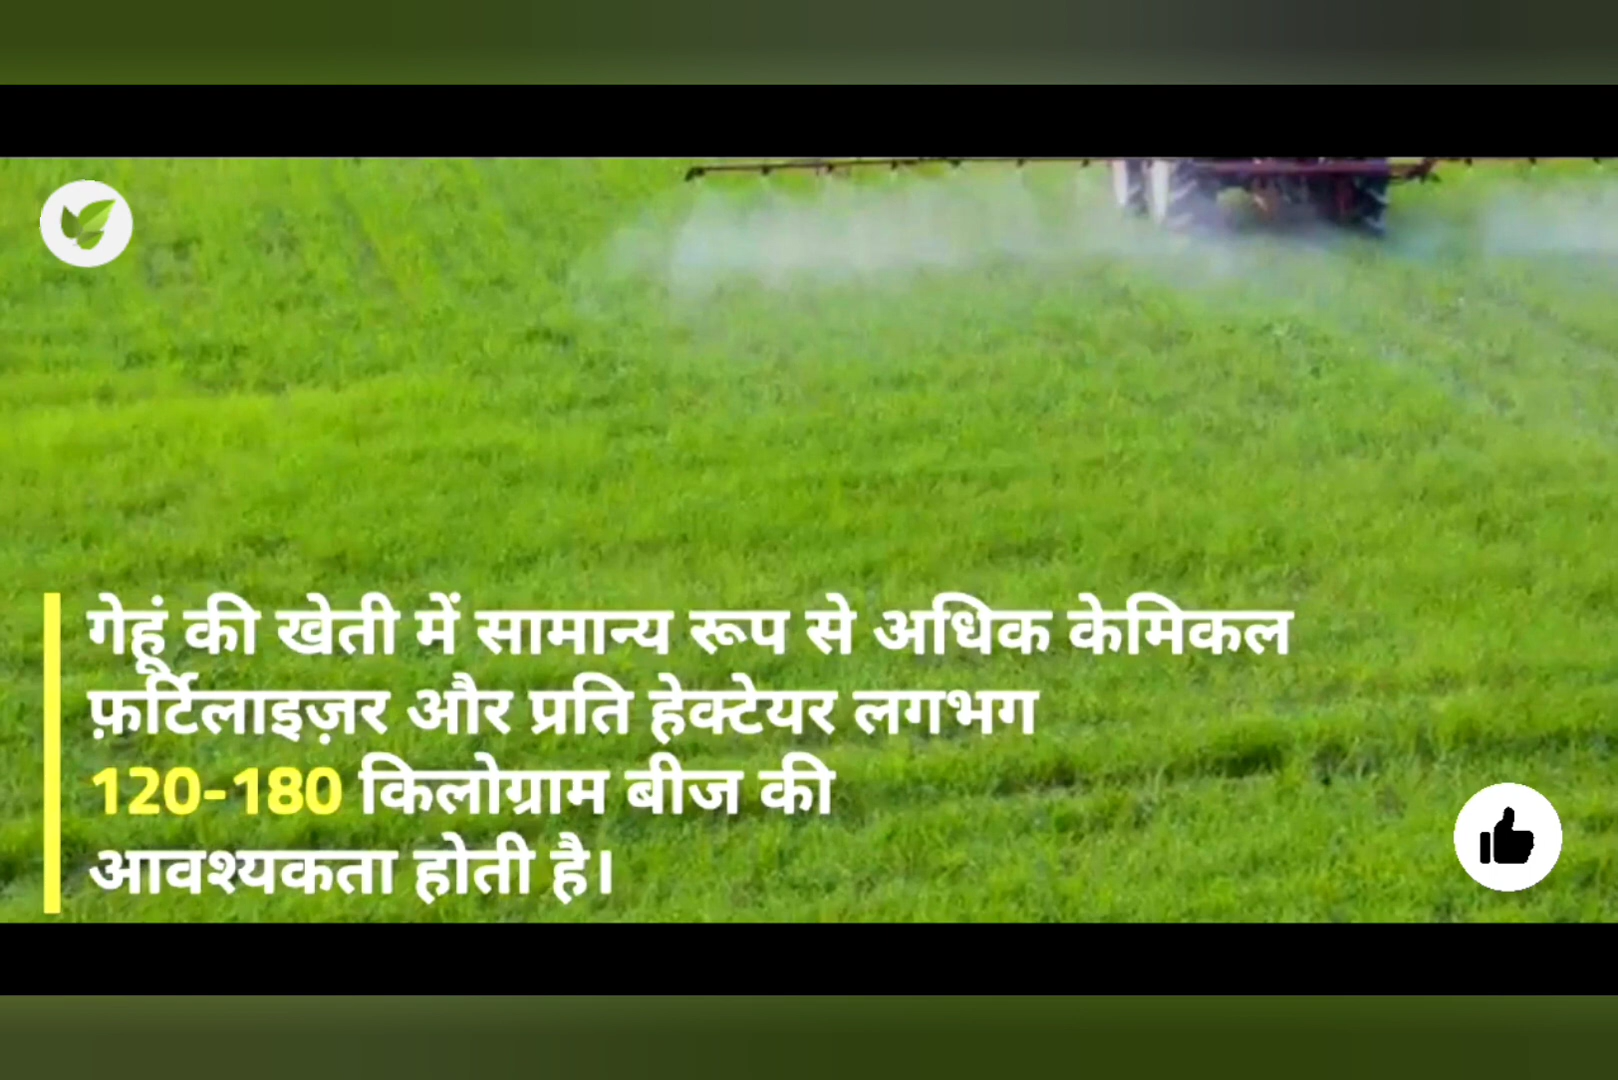 गेहूं की खेती में सामान्य रूप से अधिक केमिकल
फ़र्टिलाइज़र और प्रति हेक्टेयर लगभग
120-180 किलोग्राम बीज की
आवश्यकता होती है।